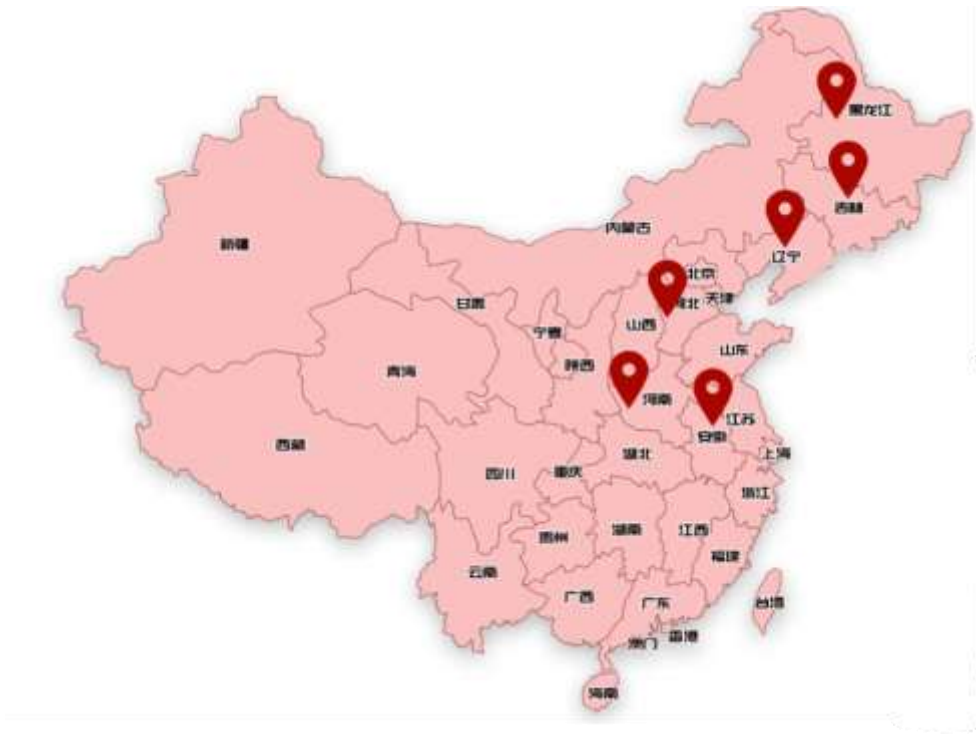 黑龙江
吉林
内蒙古
新疆
辽宁
北京
天津
甘肃
山西
宁夏
山东
陕西
青海
河南
江苏
安徽
西藏
湖北
上海
四川
重庆
浙江
湖南
江西
贵州
福建
云南
广西
广东
台湾
香港
澳门
海南